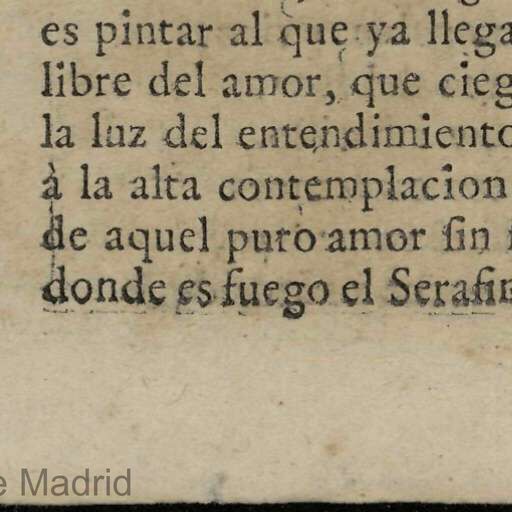 es pintar al que ya llega
libre del amor, que cieg
la luz del entendimiento
à la alta contemplacion
de aquel puro amor ſin
donde es fuego el Serafin
e Madrid